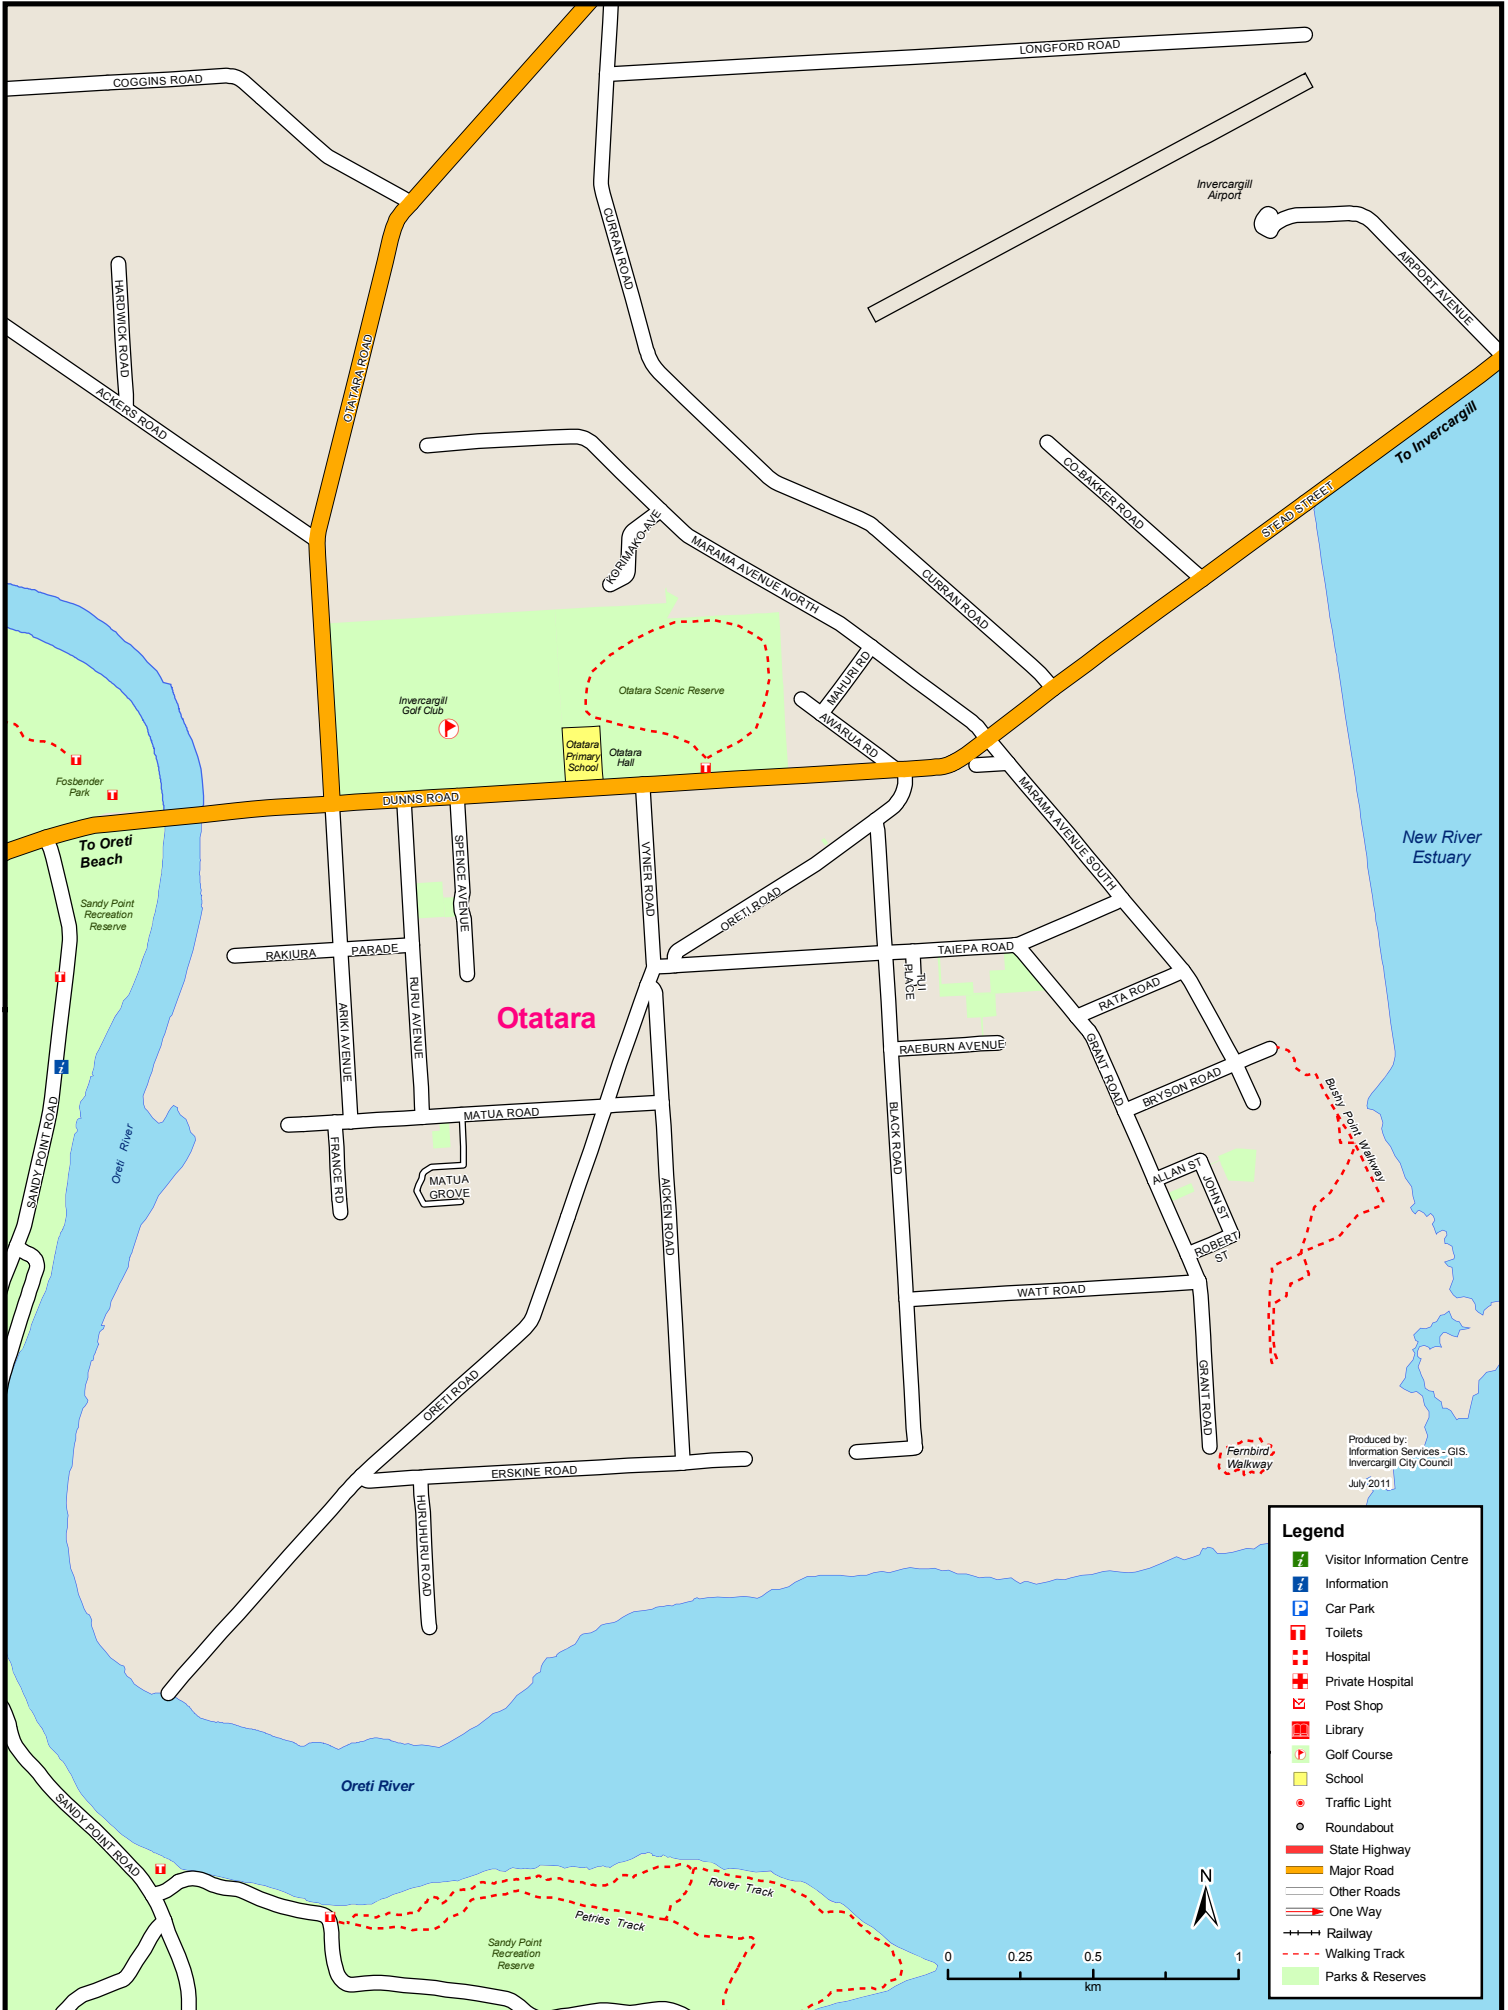 LONGFORD ROAD
COGGINS ROAD
Invercargill
Airport
CURRAN ROAD
HARDWICK ROAD
AIRPORT AVENUE
OTATARA ROAD
ACKERS ROAD
To Invercargill
CO-BAKKER ROAD
STEAD STREET
KORIMAKO AVE
MARAMA AVENUE NORTH
CURRAN ROAD
MAHURI RD
Otatara Scenic Reserve
Invercargill
Golf Club
AWARUA RD
Otatara
Primary
School
Otatara
Hall
Fosbender
Park
DUNNS ROAD
To Oreti
Beach
MARAMA AVENUE SOUTH
New River
Estuary
SPENCE AVENUE
VYNER ROAD
ORETI ROAD
Sandy Point
Recreation
Reserve
RAKIURA PARADE
TAIEPA ROAD
TUI
PLACE
RATA ROAD
ARIKI AVENUE
RURU AVENUE
Otatara
RAEBURN AVENUE
GRANT ROAD
BRYSON ROAD
Bushy Point Walkway
SANDY POINT ROAD
Oreti River
MATUA ROAD
BLACK ROAD
FRANCE RD
MATUA
GROVE
AICKEN ROAD
ALLAN ST
JOHN ST
ROBERT
ST
WATT ROAD
GRANT ROAD
ORETI ROAD
ERSKINE ROAD
HURUHURU ROAD
Fernbird
Walkway
Produced by:
Information Services - GIS.
Invercargill City Council
July 2011
Legend
Visitor Information Centre
Information
Car Park
Toilets
Hospital
Private Hospital
Post Shop
Library
Golf Course
School
Traffic Light
Roundabout
State Highway
Major Road
Other Roads
One Way
Railway
Walking Track
Parks & Reserves
Oreti River
SANDY POINT ROAD
Rover Track
Petries Track
Sandy Point
Recreation
Reserve
N
0 0.25 0.5 1
km